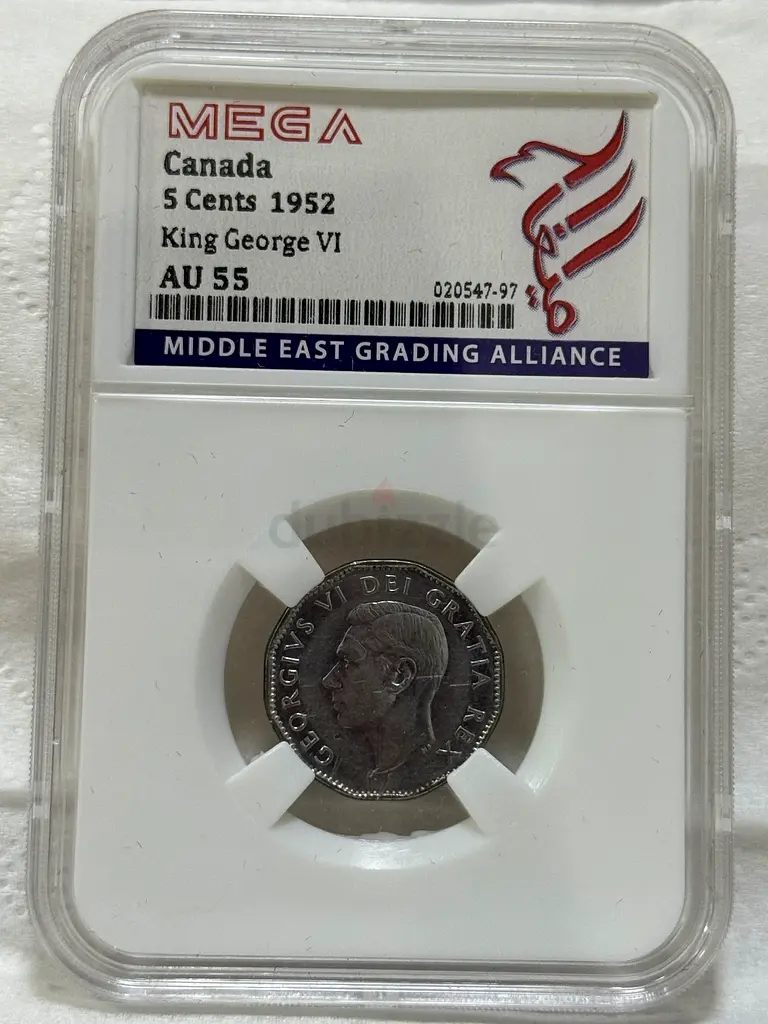 MEGA
Canada
5 Cents 1952
King George VI
AU 55
020547-97
MIDDLE EAST GRADING ALLIANCE
dubizzle
GEORGIVS VI DEI GRATIA REX